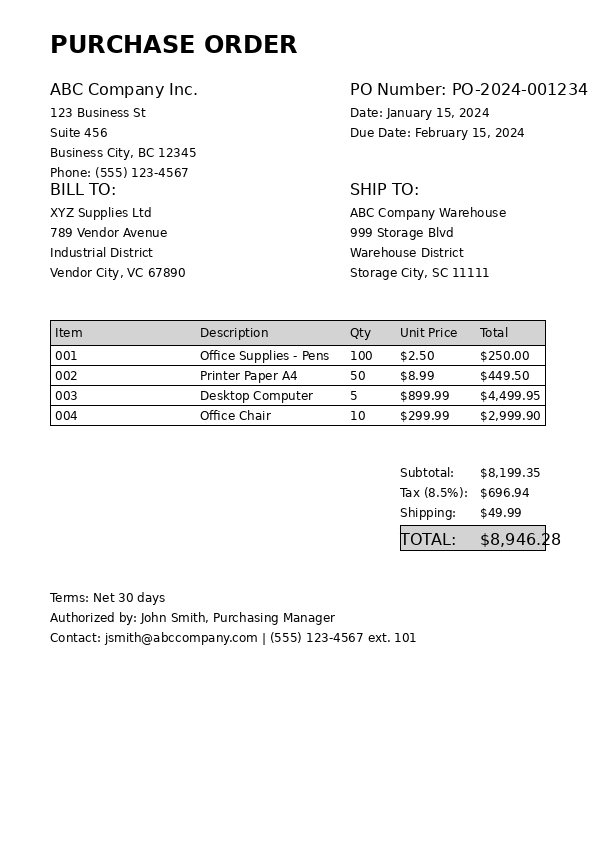 PURCHASE ORDER
ABC Company Inc.
123 Business St
Suite 456
Business City, BC 12345
Phone: (555) 123-4567
PO Number: PO-2024-001234
Date: January 15, 2024
Due Date: February 15, 2024
BILL TO:
XYZ Supplies Ltd
789 Vendor Avenue
Industrial District
Vendor City, VC 67890
SHIP TO:
ABC Company Warehouse
999 Storage Blvd
Warehouse District
Storage City, SC 11111
Item Description Qty Unit Price Total
001 Office Supplies - Pens 100 $2.50 $250.00
002 Printer Paper A4 50 $8.99 $449.50
003 Desktop Computer 5 $899.99 $4,499.95
004 Office Chair 10 $299.99 $2,999.90
Subtotal: $8,199.35
Tax (8.5%): $696.94
Shipping: $49.99
TOTAL: $8,946.28
Terms: Net 30 days
Authorized by: John Smith, Purchasing Manager
Contact: jsmith@abccompany.com | (555) 123-4567 ext. 101